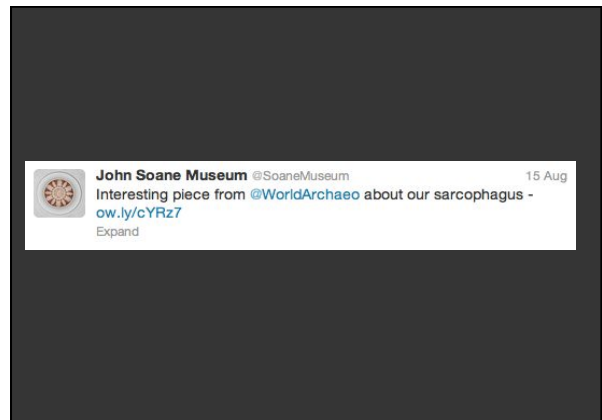 John Soane Museum @SoaneMuseum 15 Aug
Interesting piece from @WorldArchaeo about our sarcophagus -
ow.ly/cYRz7
Expand